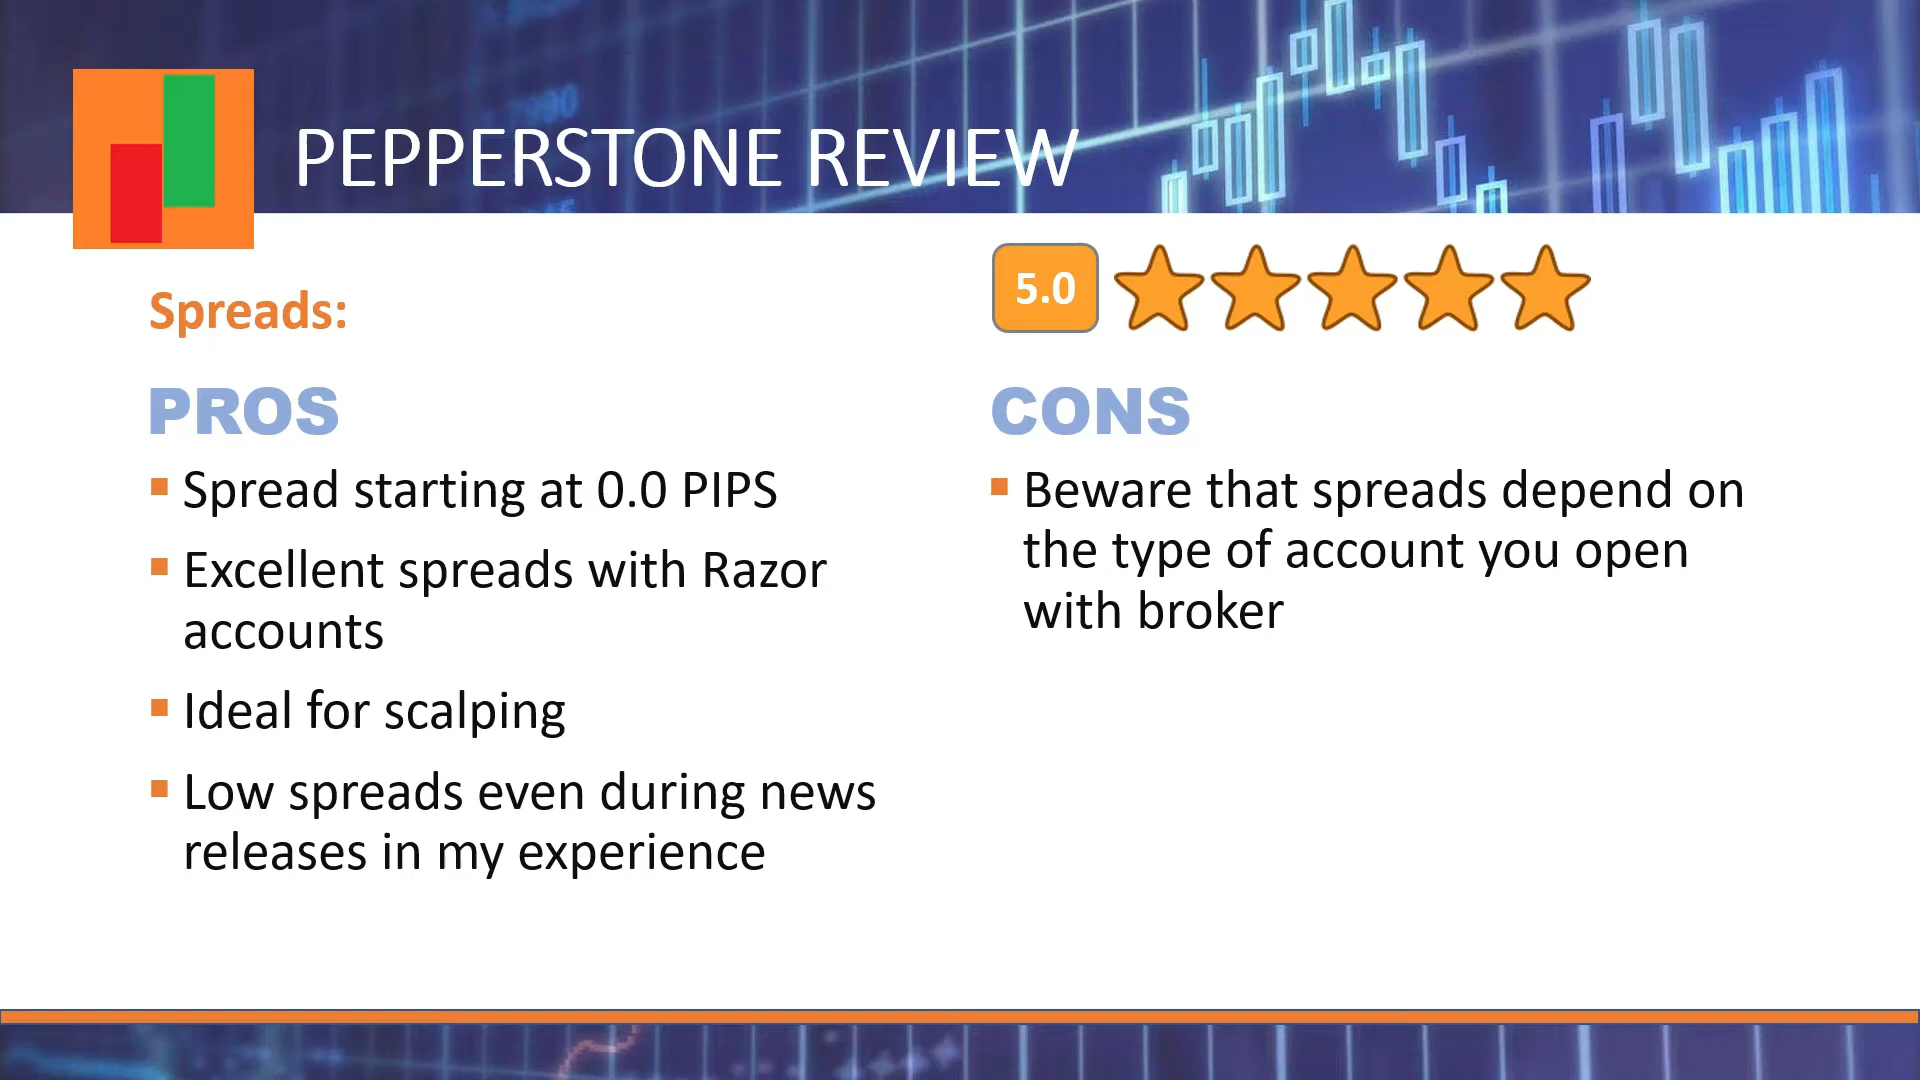 PEPPERSTONE REVIEW
Spreads:
5.0
PROS
Spread starting at 0.0 PIPS
Excellent spreads with Razor
accounts
Ideal for scalping
Low spreads even during news
releases in my experience
CONS
Beware that spreads depend on
the type of account you open
with broker